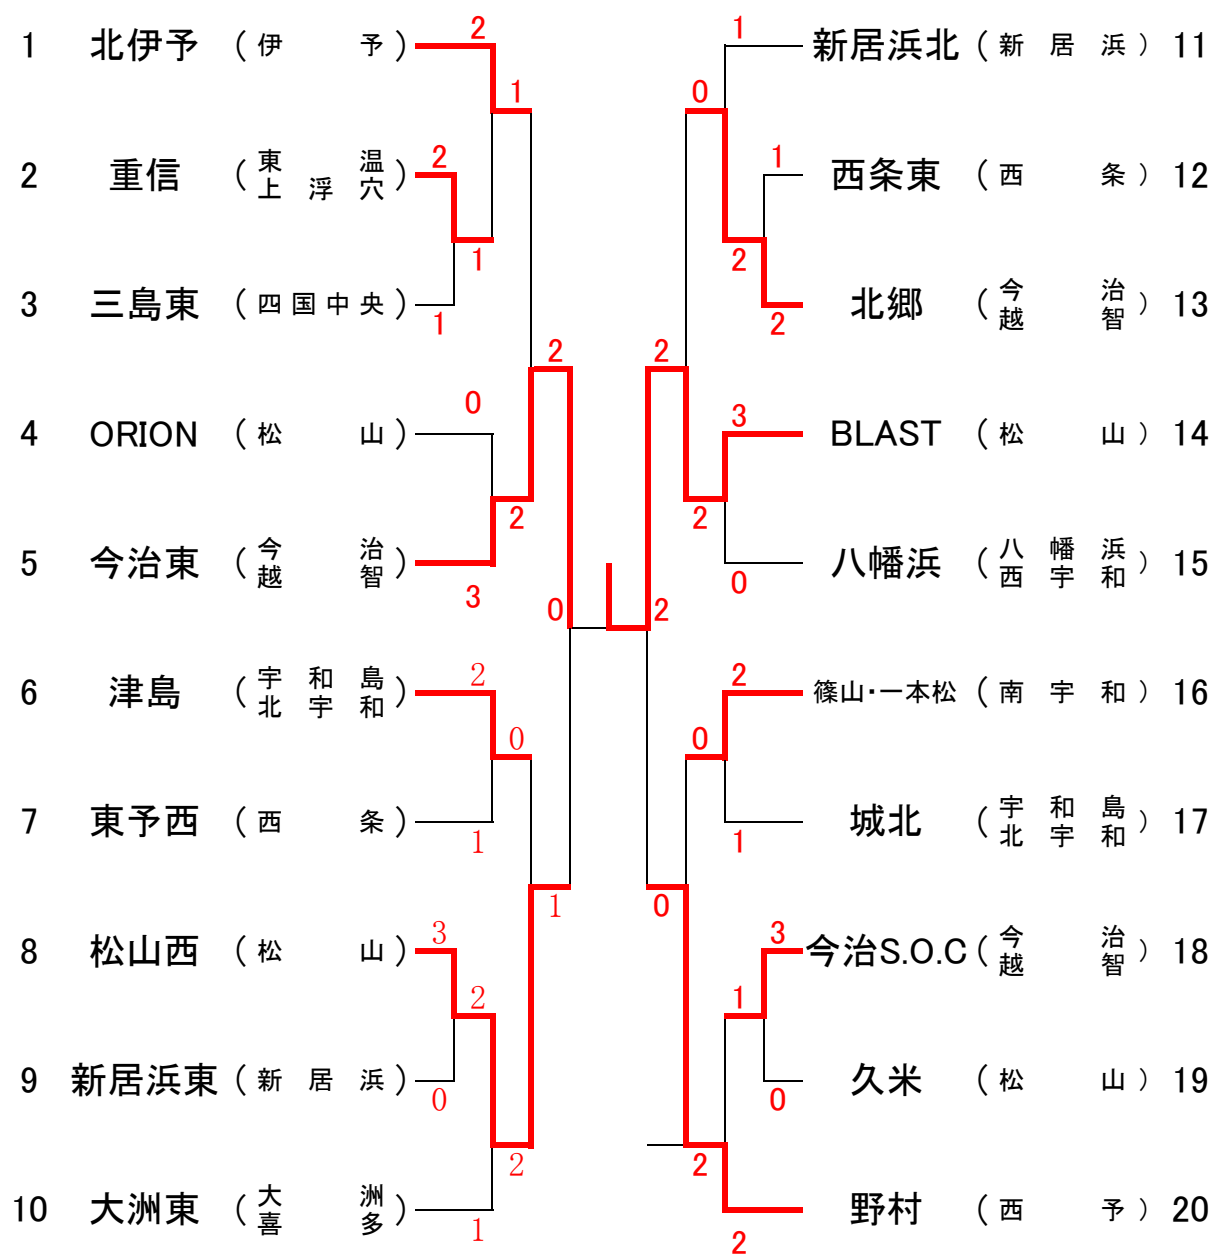 2
1
1 北伊予 (伊 予)
新居浜北 (新 居 浜) 11
1
0
2
1
2 重信 (東 温 上 浮 穴)
西条東 (西 条) 12
1
2
3 三島東 (四国中央)
北郷 (今 治 越 智) 13
1
2
2
2
0
3
4 ORION (松 山)
BLAST (松 山) 14
2
2
5 今治東 (今 治 越 智)
八幡浜 (八 幡 浜 西 宇 和) 15
3
0
0
2
2
2
6 津島 (宇 和 島 北 宇 和)
篠山・一本松 (南 宇 和) 16
0
0
7 東予西 (西 条)
城北 (宇 和 島 北 宇 和) 17
1
1
1
0
3
3
8 松山西 (松 山)
今治S.O.C (今 治 越 智) 18
2
1
9 新居浜東 (新 居 浜)
久米 (松 山) 19
0
0
2
2
10 大洲東 (大 洲 喜 多)
野村 (西 予) 20
1
2